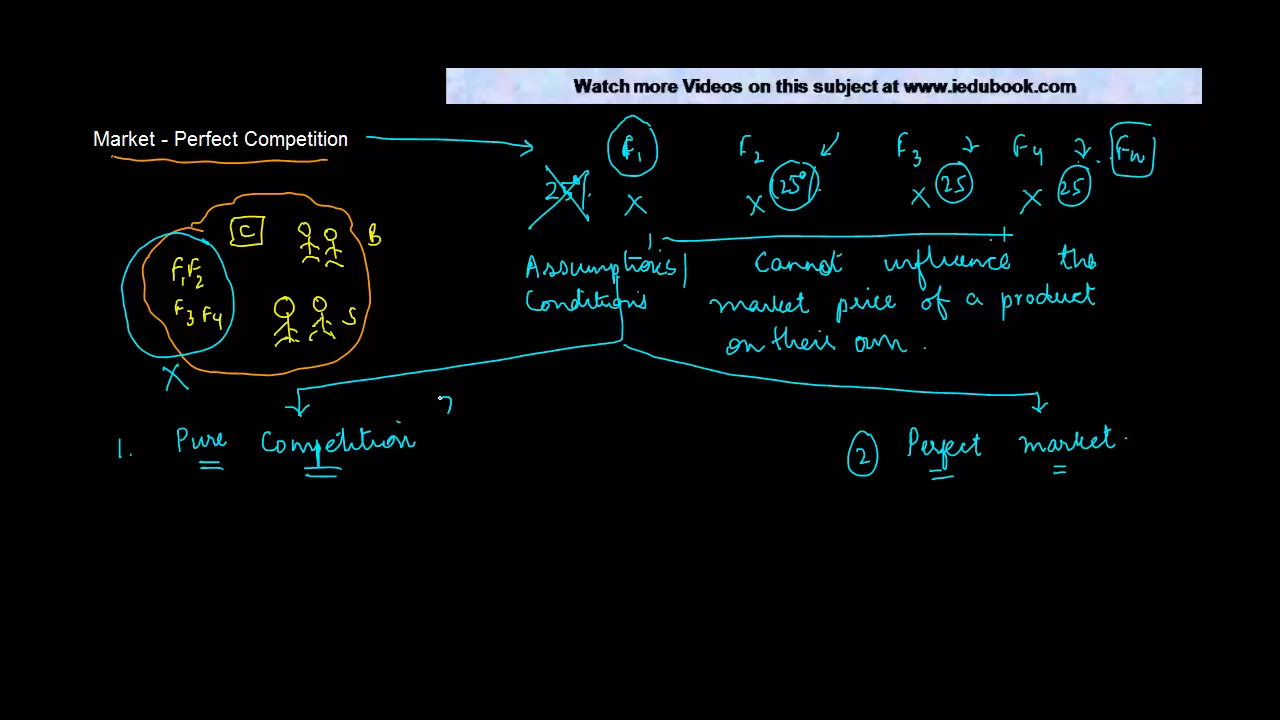 Watch more Videos on this subject at www.iedubook.com
Market - Perfect Competition
F1 F2 F3 F4 .. Fn
25%. 25%. 25 25
X X X X
C B
F1 F2
F3 F4 S
X
Assumptions| Cannot influence the
Conditions market price of a product
on their own.
1. Pure Competition
2 Perfect market.